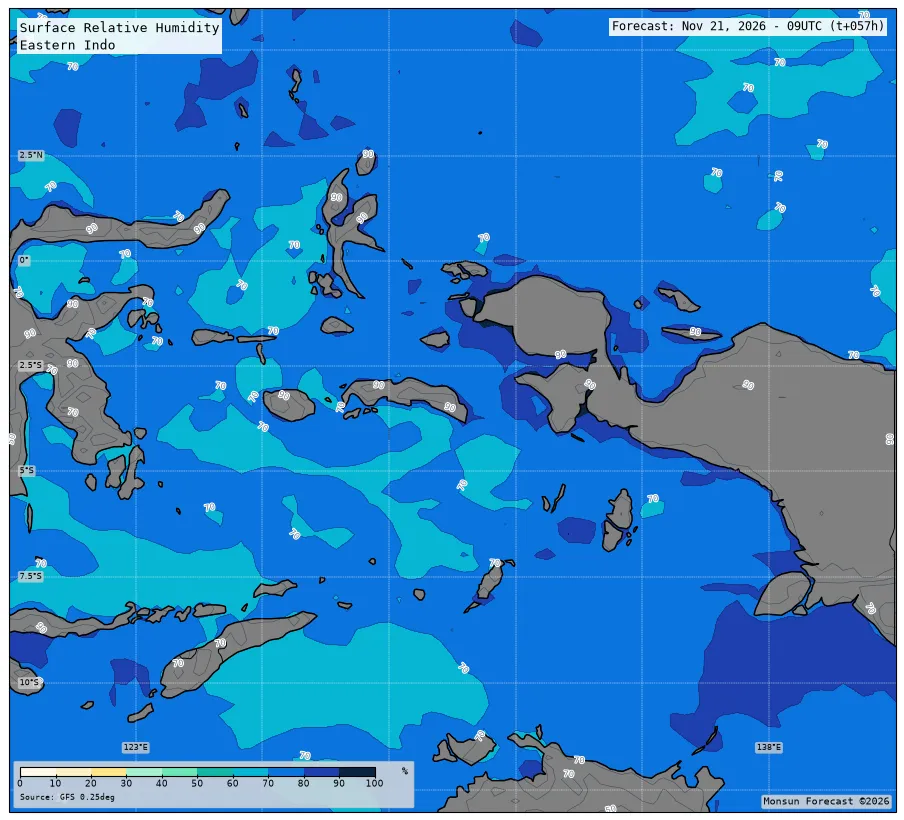 Surface Relative Humidity
Eastern Indo
Forecast: Nov 21, 2026 - 09UTC (t+057h)
2.5°N
0°
2.5°S
5°S
7.5°S
10°S
123°E
138°E
0 10 20 30 40 50 60 70 80 90 100 %
Source: GFS 0.25deg
Monsun Forecast ©2026